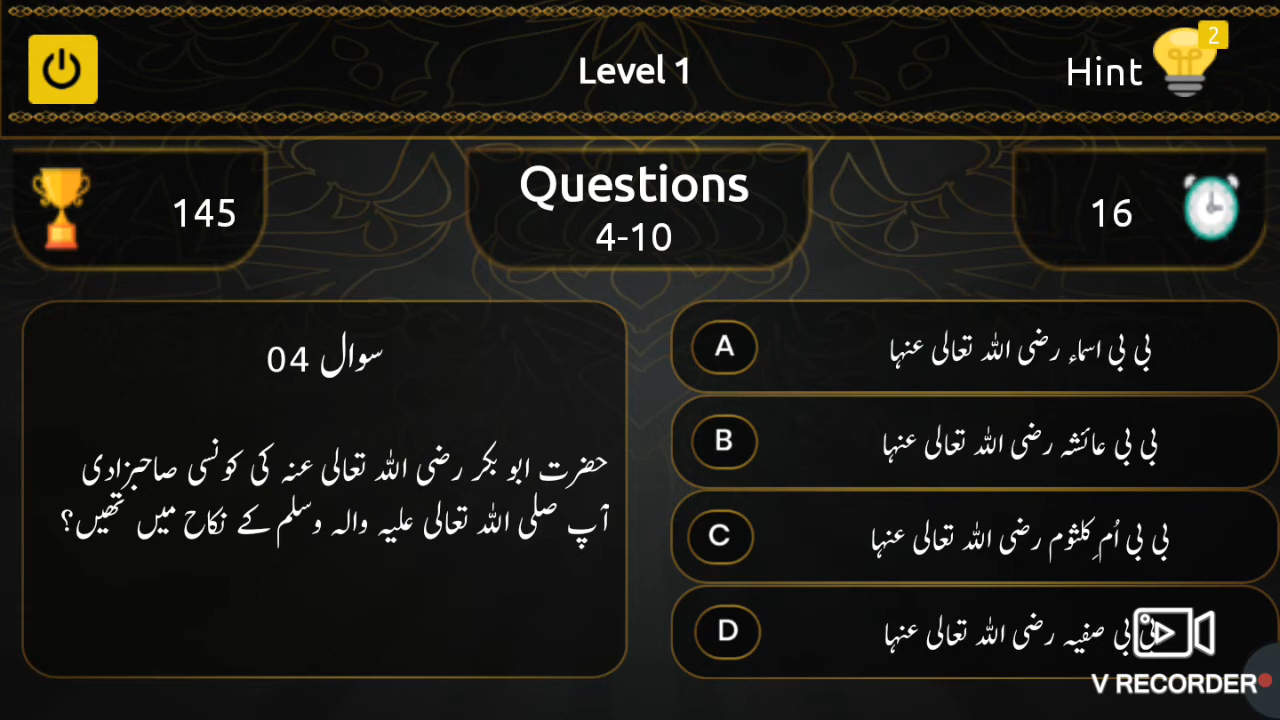 Level 1
Hint
2
145
Questions
4-10
16
سوال 04
حضرت ابو بکر رضی اللہ تعالی عنہ کی کونسی صاحبزادی
آپ صلی اللہ تعالی علیہ والہ وسلم کے نکاح میں تھیں؟
A
بی بی اسماء رضی اللہ تعالی عنہا
B
بی بی عائشہ رضی اللہ تعالی عنہا
C
بی بی اُمِ کلثوم رضی اللہ تعالی عنہا
D
بی بی صفیہ رضی اللہ تعالی عنہا
V RECORDER